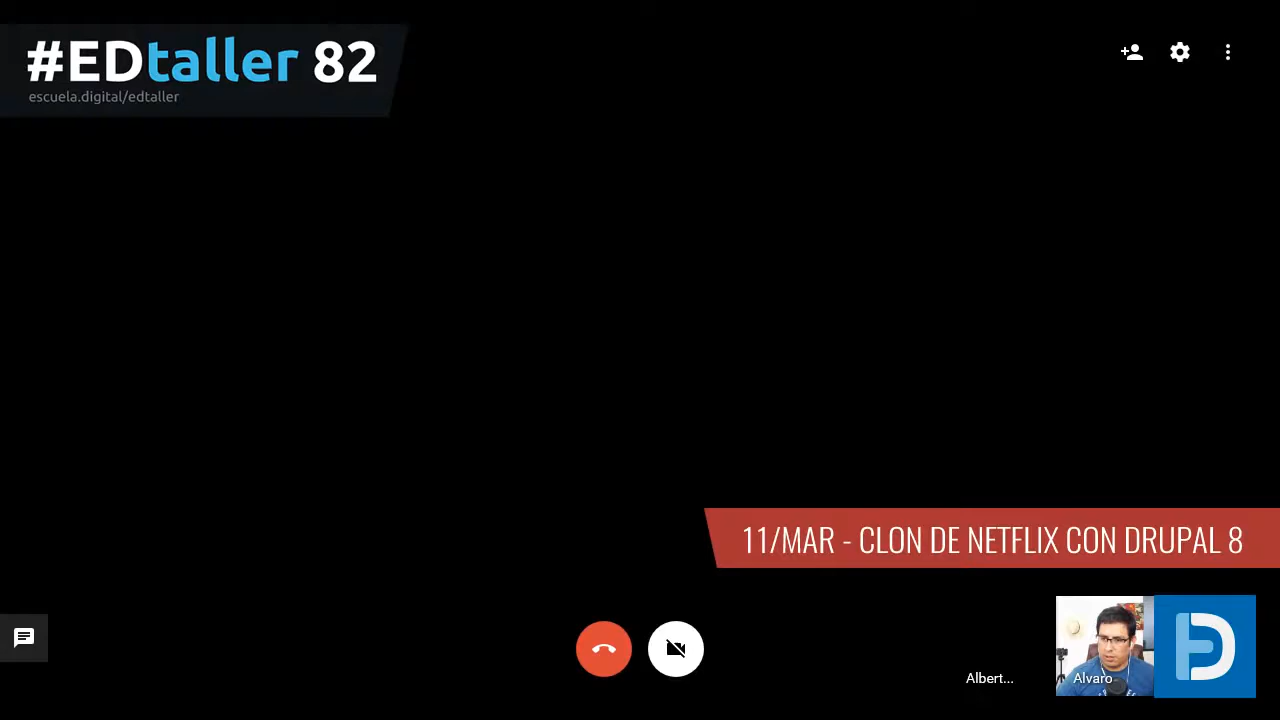 #EDtaller 82
escuela.digital/edtaller
11/MAR - CLON DE NETFLIX CON DRUPAL 8
Albert...
Alvaro